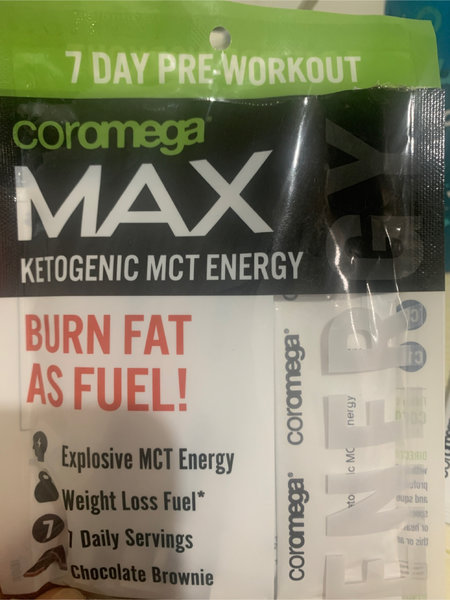 7 DAY PRE-WORKOUT
coromega®
MAX
KETOGENIC MCT ENERGY
BURN FAT
AS FUEL!
Explosive MCT Energy
Weight Loss Fuel*
7
7 Daily Servings
Chocolate Brownie
coromega®
coromega®
ENERGY